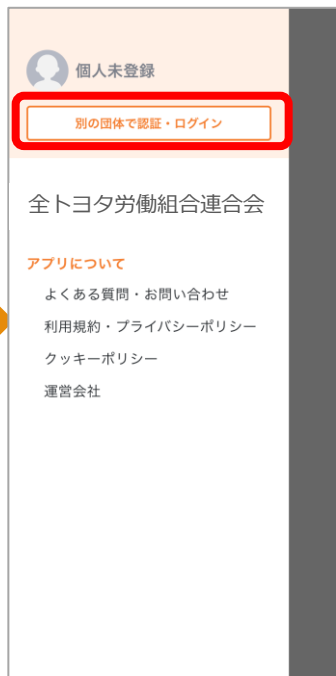 個人未登録
別の団体で認証・ログイン
全トヨタ労働組合連合会
アプリについて
よくある質問・お問い合わせ
利用規約・プライバシーポリシー
クッキーポリシー
運営会社